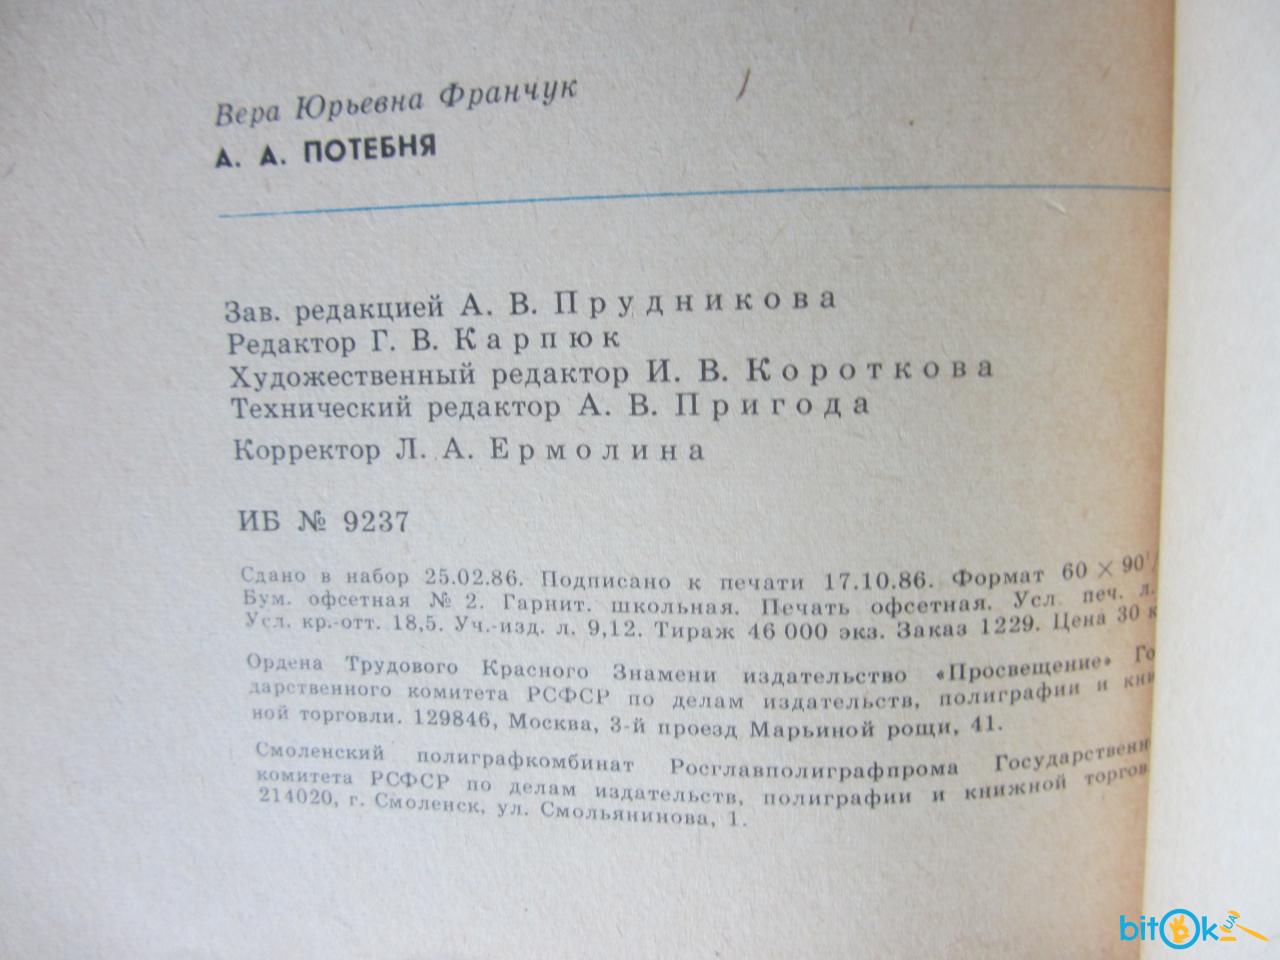 Вера Юрьевна Франчук
А. А. ПОТЕБНЯ
Зав. редакцией А. В. Прудникова
Редактор Г. В. Карпюк
Художественный редактор И. В. Короткова
Технический редактор А. В. Пригода
Корректор Л. А. Ермолина
ИБ № 9237
Сдано в набор 25.02.86. Подписано к печати 17.10.86. Формат 60 × 90
Бум. офсетная № 2. Гарнит. школьная. Печать офсетная. Усл. печ. л.
Усл. кр.-отт. 18,5. Уч.-изд. л. 9,12. Тираж 46 000 экз. Заказ 1229. Цена 30 к
Ордена Трудового Красного Знамени издательство «Просвещение» Го
дарственного комитета РСФСР по делам издательств, полиграфии и кни
ной торговли. 129846, Москва, 3-й проезд Марьиной рощи, 41.
Смоленский полиграфкомбинат Росглавполиграфпрома Государственн
комитета РСФСР по делам издательств, полиграфии и книжной торгов
214020, г. Смоленск, ул. Смольянинова, 1.
bitOk UA